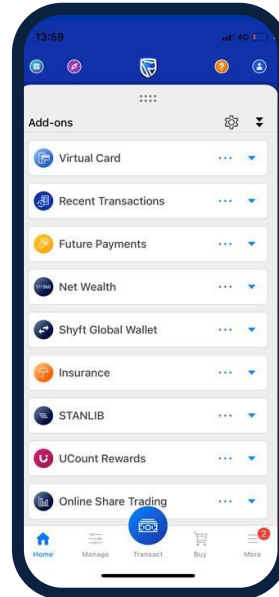 13:59
4G
Add-ons
Virtual Card
Recent Transactions
Future Payments
Net Wealth
Shyft Global Wallet
Insurance
STANLIB
UCount Rewards
Online Share Trading
2
Home Manage Transact Buy More